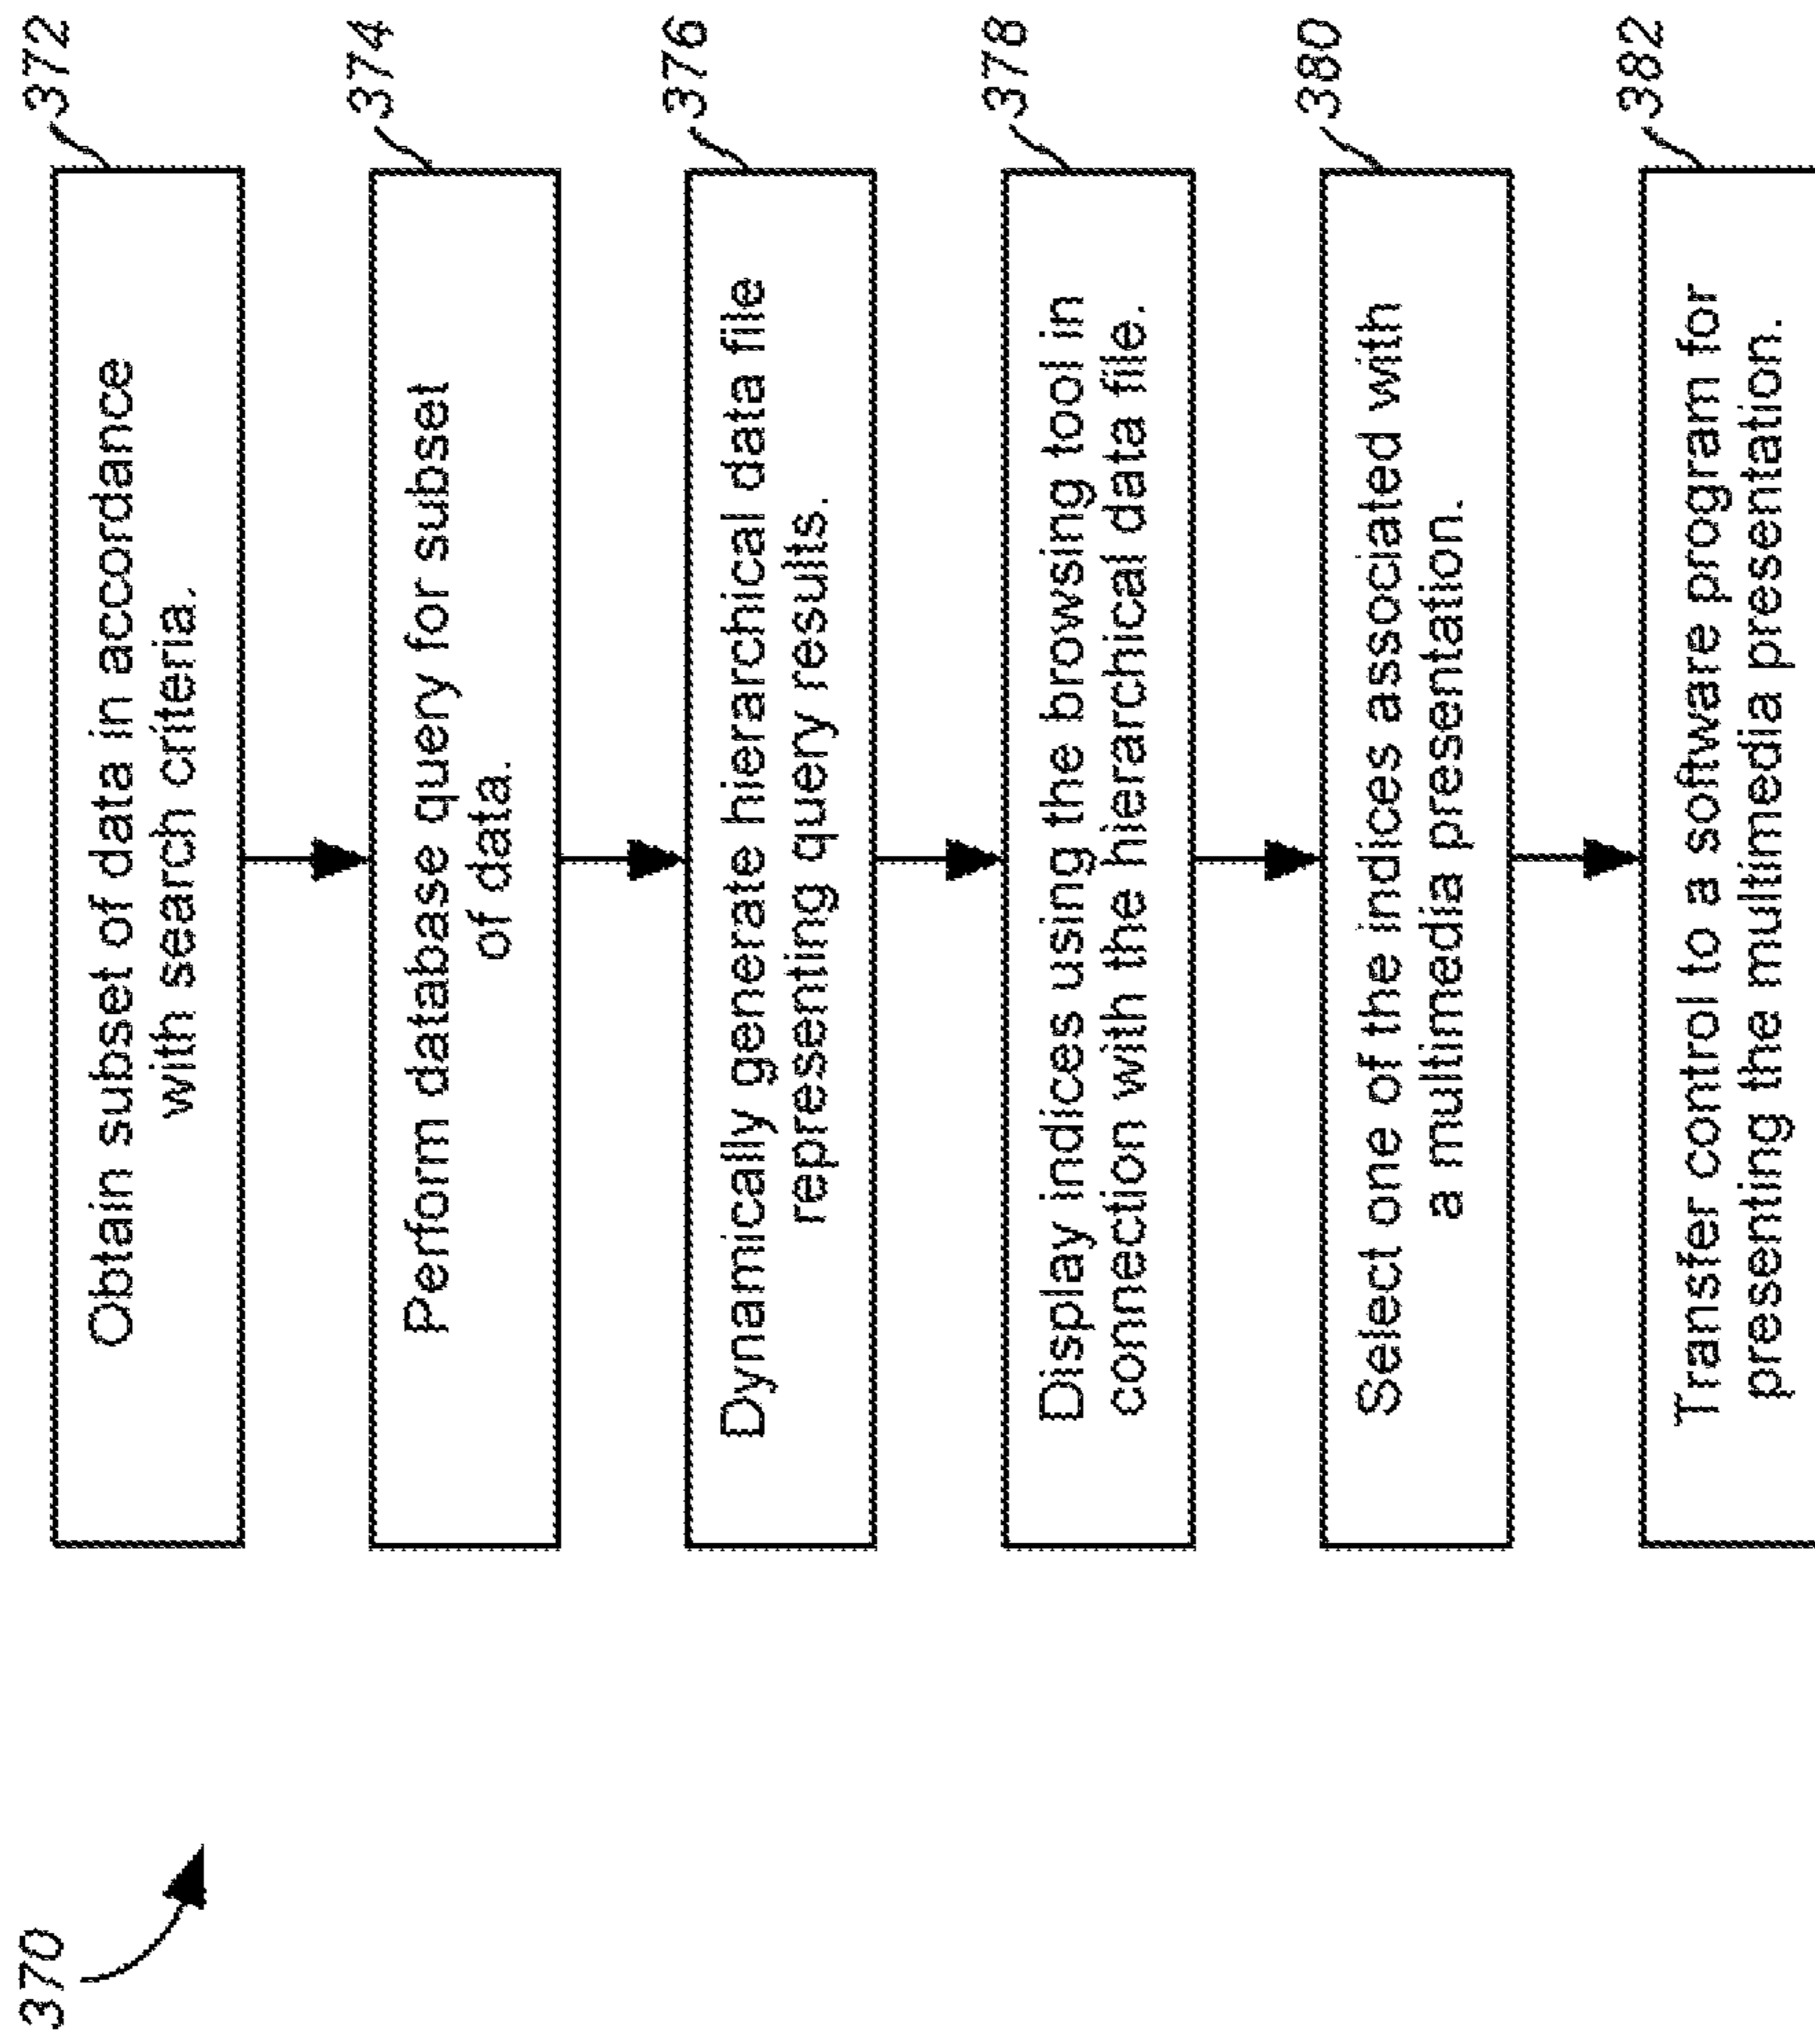 370
372
Obtain subset of data in accordance
with search criteria.
374
Perform database query for subset
of data.
376
Dynamically generate hierarchical data file
representing query results.
378
Display indices using the browsing tool in
connection with the hierarchical data file.
380
Select one of the indices associated with
a multimedia presentation.
382
Transfer control to a software program for
presenting the multimedia presentation.